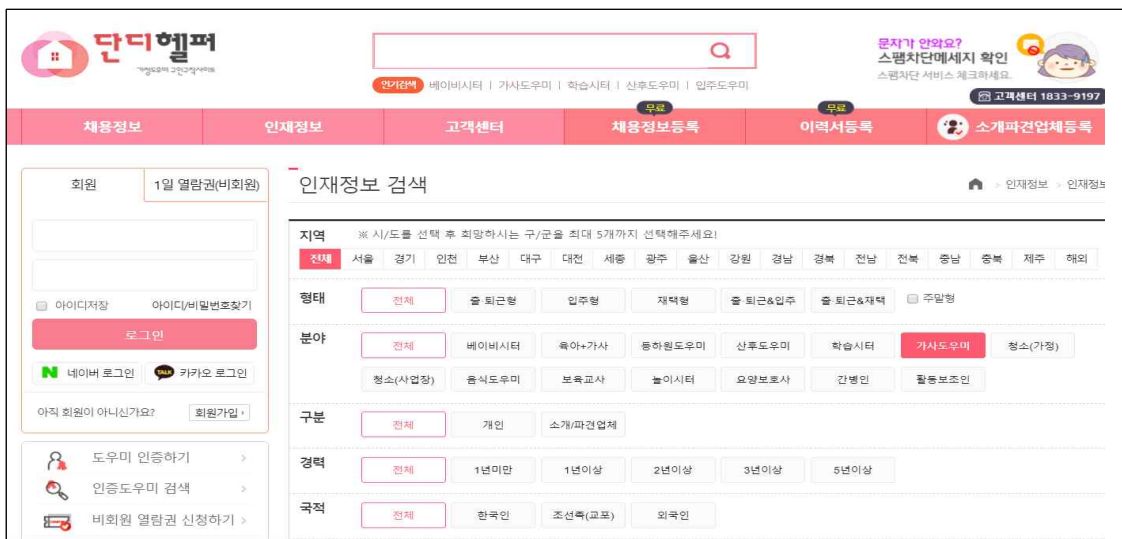 단디헬퍼
가정도우미 구인구직사이트
인기검색 베이비시터 | 가사도우미 | 학습시터 | 산후도우미 | 입주도우미
문자가 안와요?
스팸차단메세지 확인
스팸차단 서비스 체크하세요.
고객센터 1833-9197
무료 무료
채용정보 인재정보 고객센터 채용정보등록 이력서등록 소개파견업체등록
회원 1일 열람권(비회원)
아이디저장 아이디/비밀번호찾기
로그인
네이버 로그인 TALK 카카오 로그인
아직 회원이 아니신가요? 회원가입
도우미 인증하기 >
인증도우미 검색 >
비회원 열람권 신청하기 >
인재정보 검색
> 인재정보 > 인재정보
지역 ※ 시/도를 선택 후 희망하시는 구/군을 최대 5개까지 선택해주세요!
전체 서울 경기 인천 부산 대구 대전 세종 광주 울산 강원 경남 경북 전남 전북 충남 충북 제주 해외
형태 전체 출·퇴근형 입주형 재택형 출·퇴근&입주 출·퇴근&재택 주말형
분야 전체 베이비시터 육아+가사 등하원도우미 산후도우미 학습시터 가사도우미 청소(가정)
청소(사업장) 음식도우미 보육교사 놀이시터 요양보호사 간병인 활동보조인
구분 전체 개인 소개/파견업체
경력 전체 1년미만 1년이상 2년이상 3년이상 5년이상
국적 전체 한국인 조선족(교포) 외국인